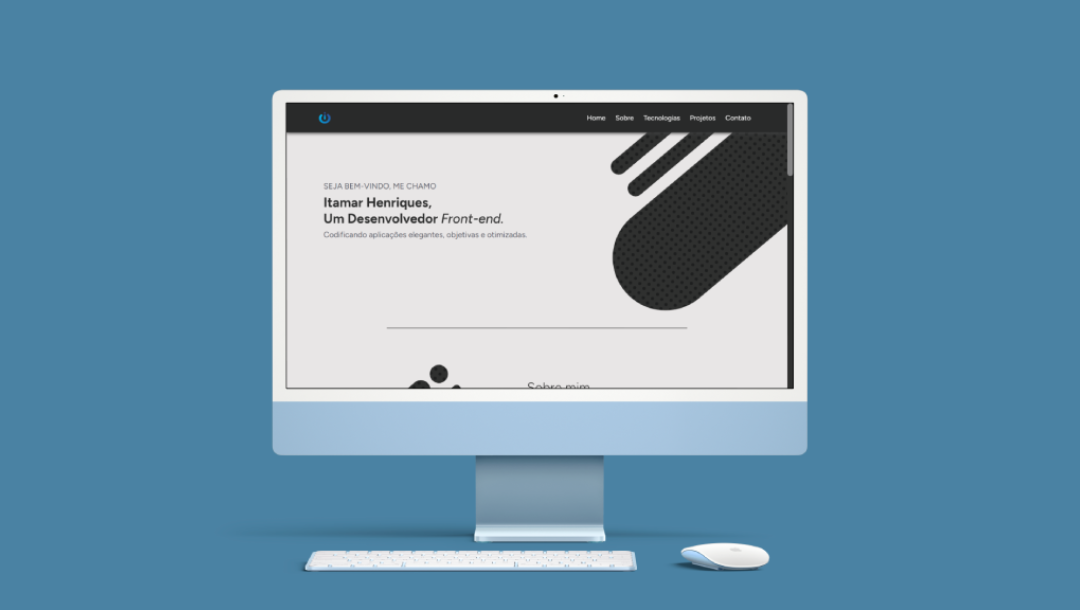 Home Sobre Tecnologias Projetos Contato
SEJA BEM-VINDO, ME CHAMO
Itamar Henriques,
Um Desenvolvedor Front-end.
Codificando aplicações elegantes, objetivas e otimizadas.
Sobre mim